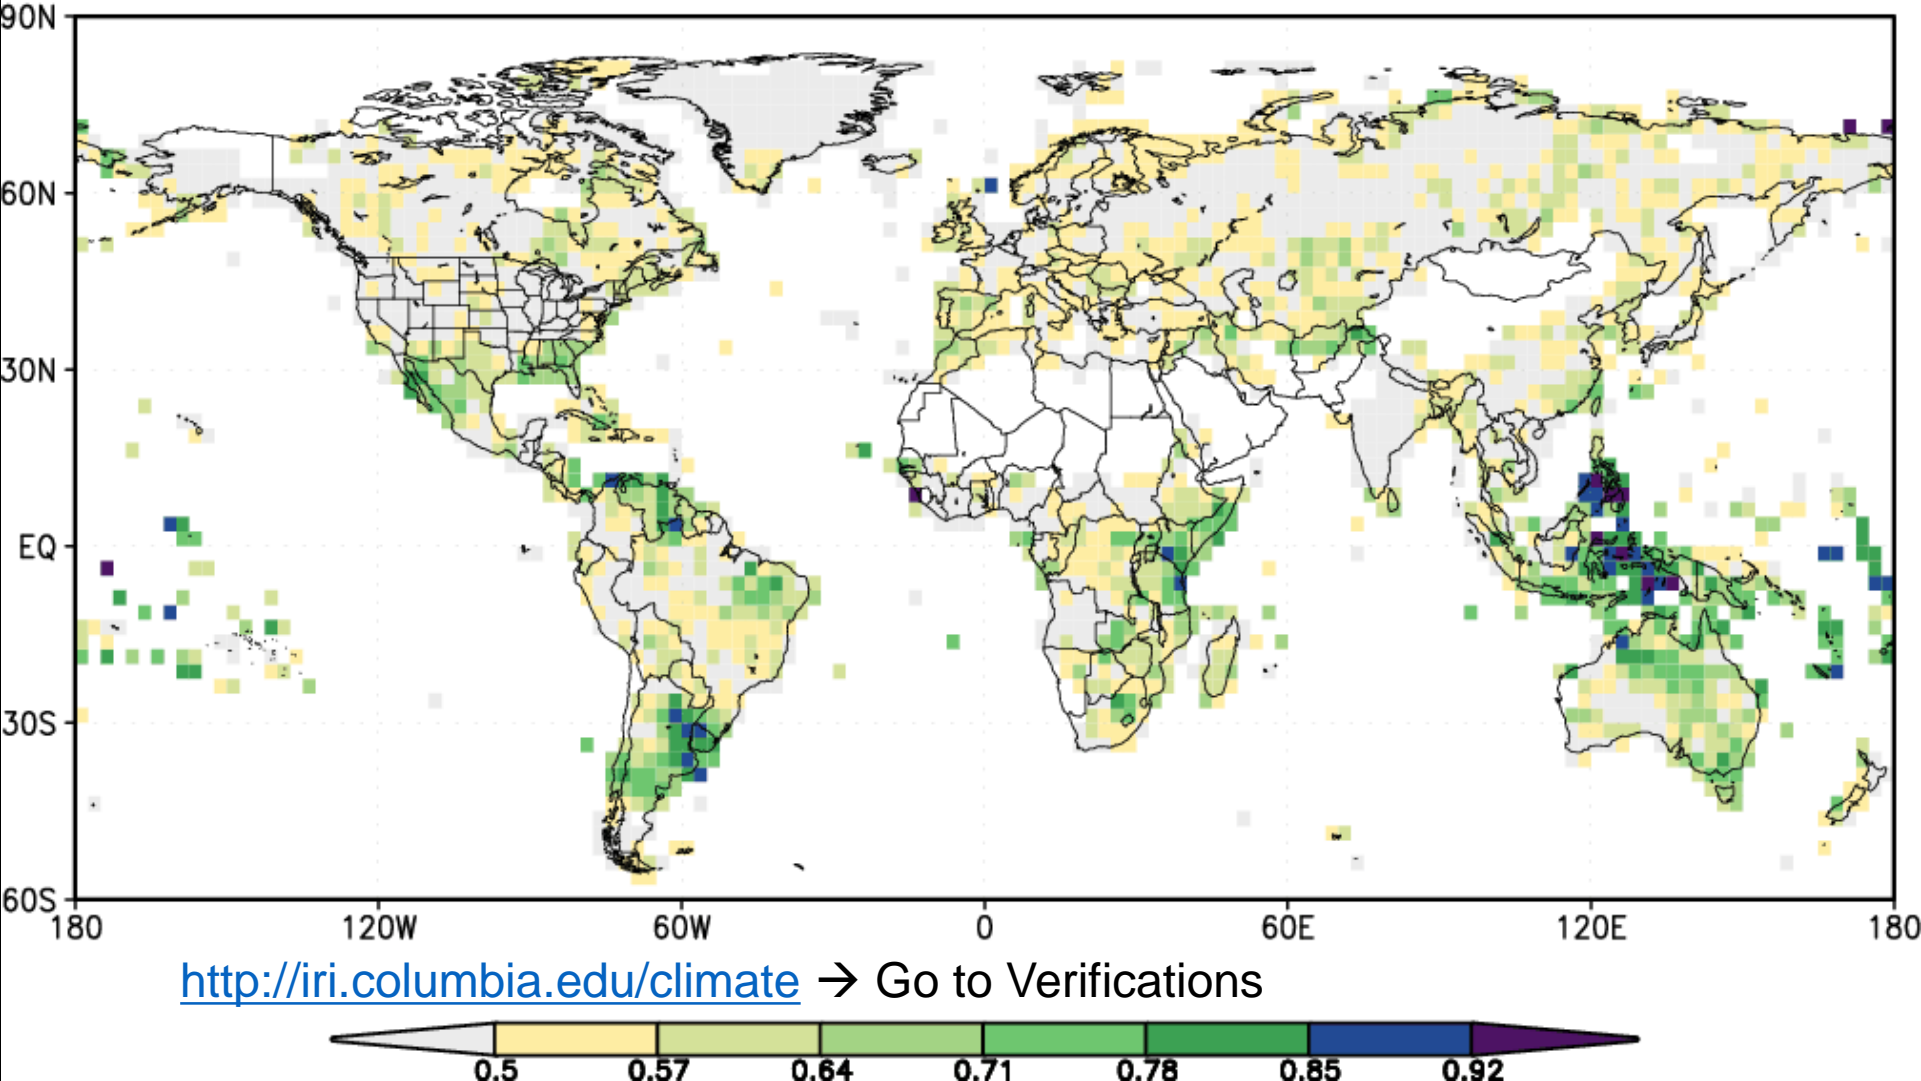 90N
60N
30N
EQ
30S
60S
180 120W 60W 0 60E 120E 180
http://iri.columbia.edu/climate → Go to Verifications
0.5 0.57 0.64 0.71 0.78 0.85 0.92